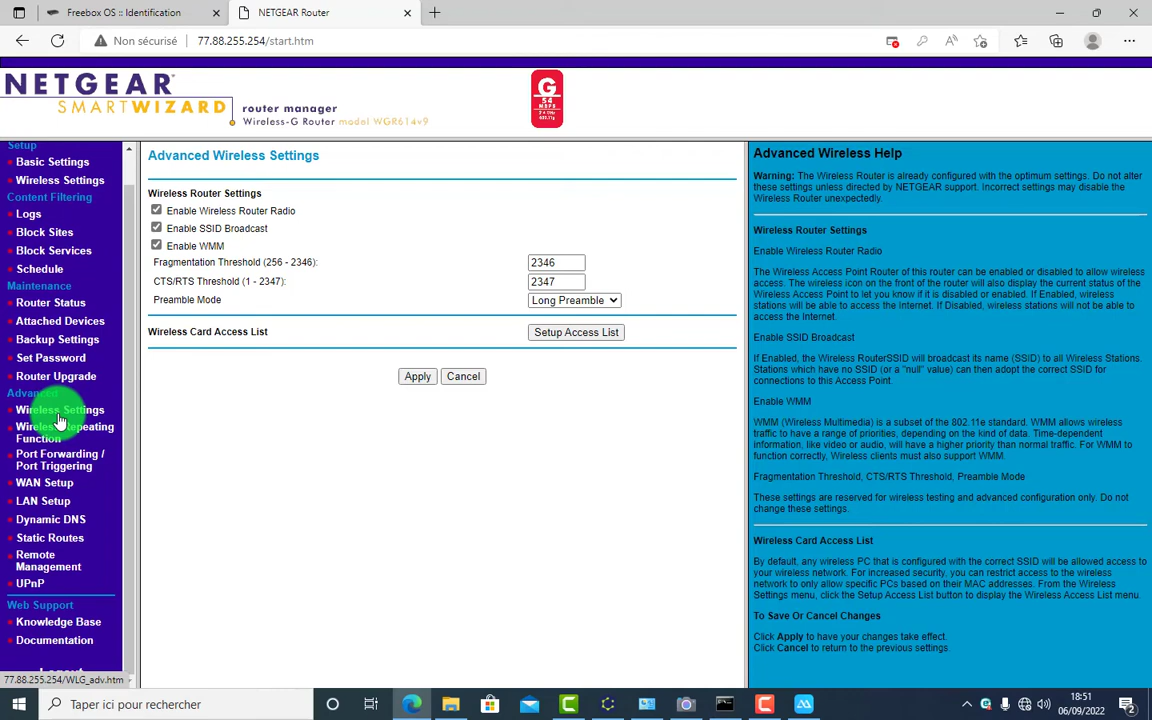 Freebox OS :: Identification
NETGEAR Router
Non sécurisé
77.88.255.254/start.htm
NETGEAR
SMARTWIZARD
router manager
Wireless-G Router model WGR614v9
G
54
MBPS
2.4 GHz
802.11g
Setup
Basic Settings
Wireless Settings
Content Filtering
Logs
Block Sites
Block Services
Schedule
Maintenance
Router Status
Attached Devices
Backup Settings
Set Password
Router Upgrade
Advanced
Wireless Settings
Wireless Repeating
Function
Port Forwarding /
Port Triggering
WAN Setup
LAN Setup
Dynamic DNS
Static Routes
Remote
Management
UPnP
Web Support
Knowledge Base
Documentation
Logout
77.88.255.254/WLG_adv.htm
Advanced Wireless Settings
Wireless Router Settings
Enable Wireless Router Radio
Enable SSID Broadcast
Enable WMM
Fragmentation Threshold (256 - 2346): 2346
CTS/RTS Threshold (1 - 2347): 2347
Preamble Mode Long Preamble
Wireless Card Access List Setup Access List
Apply Cancel
Advanced Wireless Help
Warning: The Wireless Router is already configured with the optimum settings. Do not alter
these settings unless directed by NETGEAR support. Incorrect settings may disable the
Wireless Router unexpectedly.
Wireless Router Settings
Enable Wireless Router Radio
The Wireless Access Point Router of this router can be enabled or disabled to allow wireless
access. The wireless icon on the front of the router will also display the current status of the
Wireless Access Point to let you know if it is disabled or enabled. If Enabled, wireless
stations will be able to access the Internet. If Disabled, wireless stations will not be able to
access the Internet.
Enable SSID Broadcast
If Enabled, the Wireless RouterSSID will broadcast its name (SSID) to all Wireless Stations.
Stations which have no SSID (or a "null" value) can then adopt the correct SSID for
connections to this Access Point.
Enable WMM
WMM (Wireless Multimedia) is a subset of the 802.11e standard. WMM allows wireless
traffic to have a range of priorities, depending on the kind of data. Time-dependent
information, like video or audio, will have a higher priority than normal traffic. For WMM to
function correctly, Wireless clients must also support WMM.
Fragmentation Threshold, CTS/RTS Threshold, Preamble Mode
These settings are reserved for wireless testing and advanced configuration only. Do not
change these settings.
Wireless Card Access List
By default, any wireless PC that is configured with the correct SSID will be allowed access to
your wireless network. For increased security, you can restrict access to the wireless
network to only allow specific PCs based on their MAC addresses. From the Wireless
Settings menu, click the Setup Access List button to display the Wireless Access List menu.
To Save Or Cancel Changes
Click Apply to have your changes take effect.
Click Cancel to return to the previous settings.
Taper ici pour rechercher
18:51
06/09/2022
2